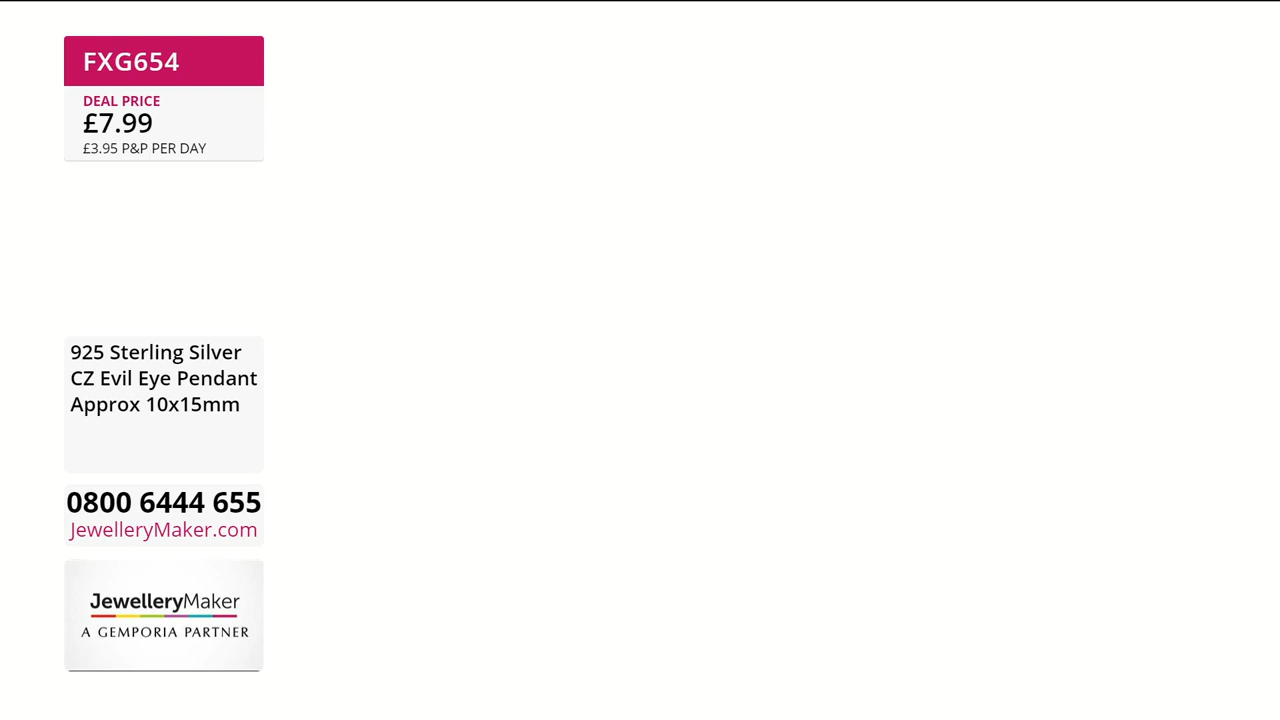 FXG654
DEAL PRICE
£7.99
£3.95 P&P PER DAY
925 Sterling Silver
CZ Evil Eye Pendant
Approx 10x15mm
0800 6444 655
JewelleryMaker.com
JewelleryMaker
A GEMPORIA PARTNER